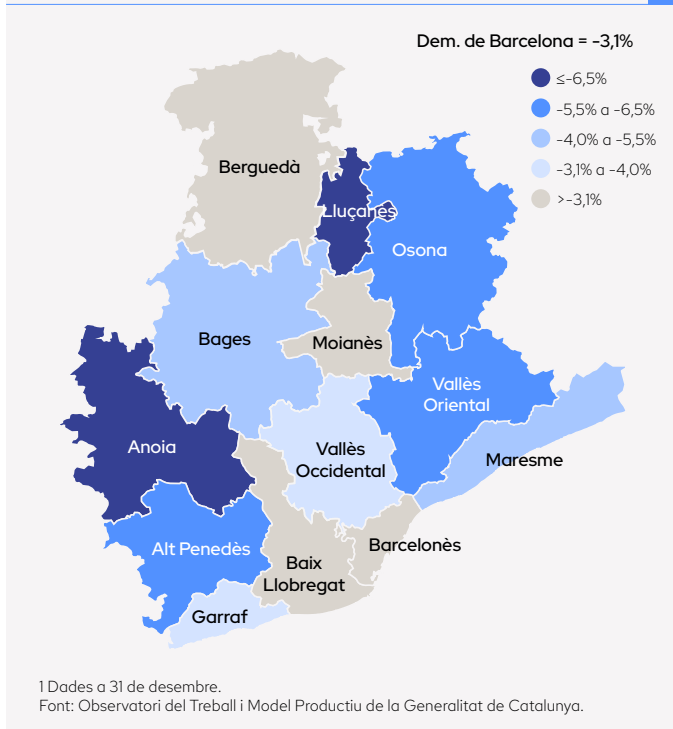 Dem. de Barcelona = -3,1%
≤-6,5%
-5,5% a -6,5%
-4,0% a -5,5%
-3,1% a -4,0%
>-3,1%
Berguedà
Lluçanès
Osona
Bages
Moianès
Vallès
Oriental
Anoia
Vallès
Occidental
Maresme
Alt Penedès
Barcelonès
Baix
Llobregat
Garraf
1 Dades a 31 de desembre.
Font: Observatori del Treball i Model Productiu de la Generalitat de Catalunya.